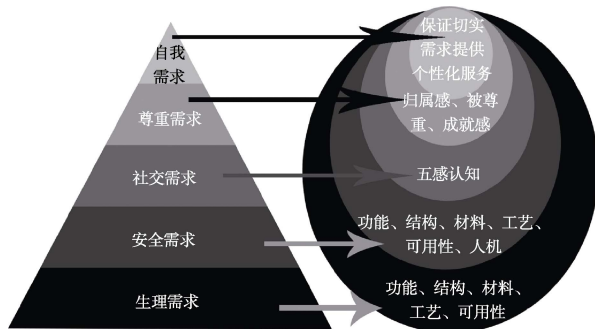 自我
需求
尊重需求
社交需求
安全需求
生理需求
保证切实
需求提供
个性化服务
归属感、被尊
重、成就感
五感认知
功能、结构、材料、工艺、
可用性、人机
功能、结构、材料、
工艺、可用性